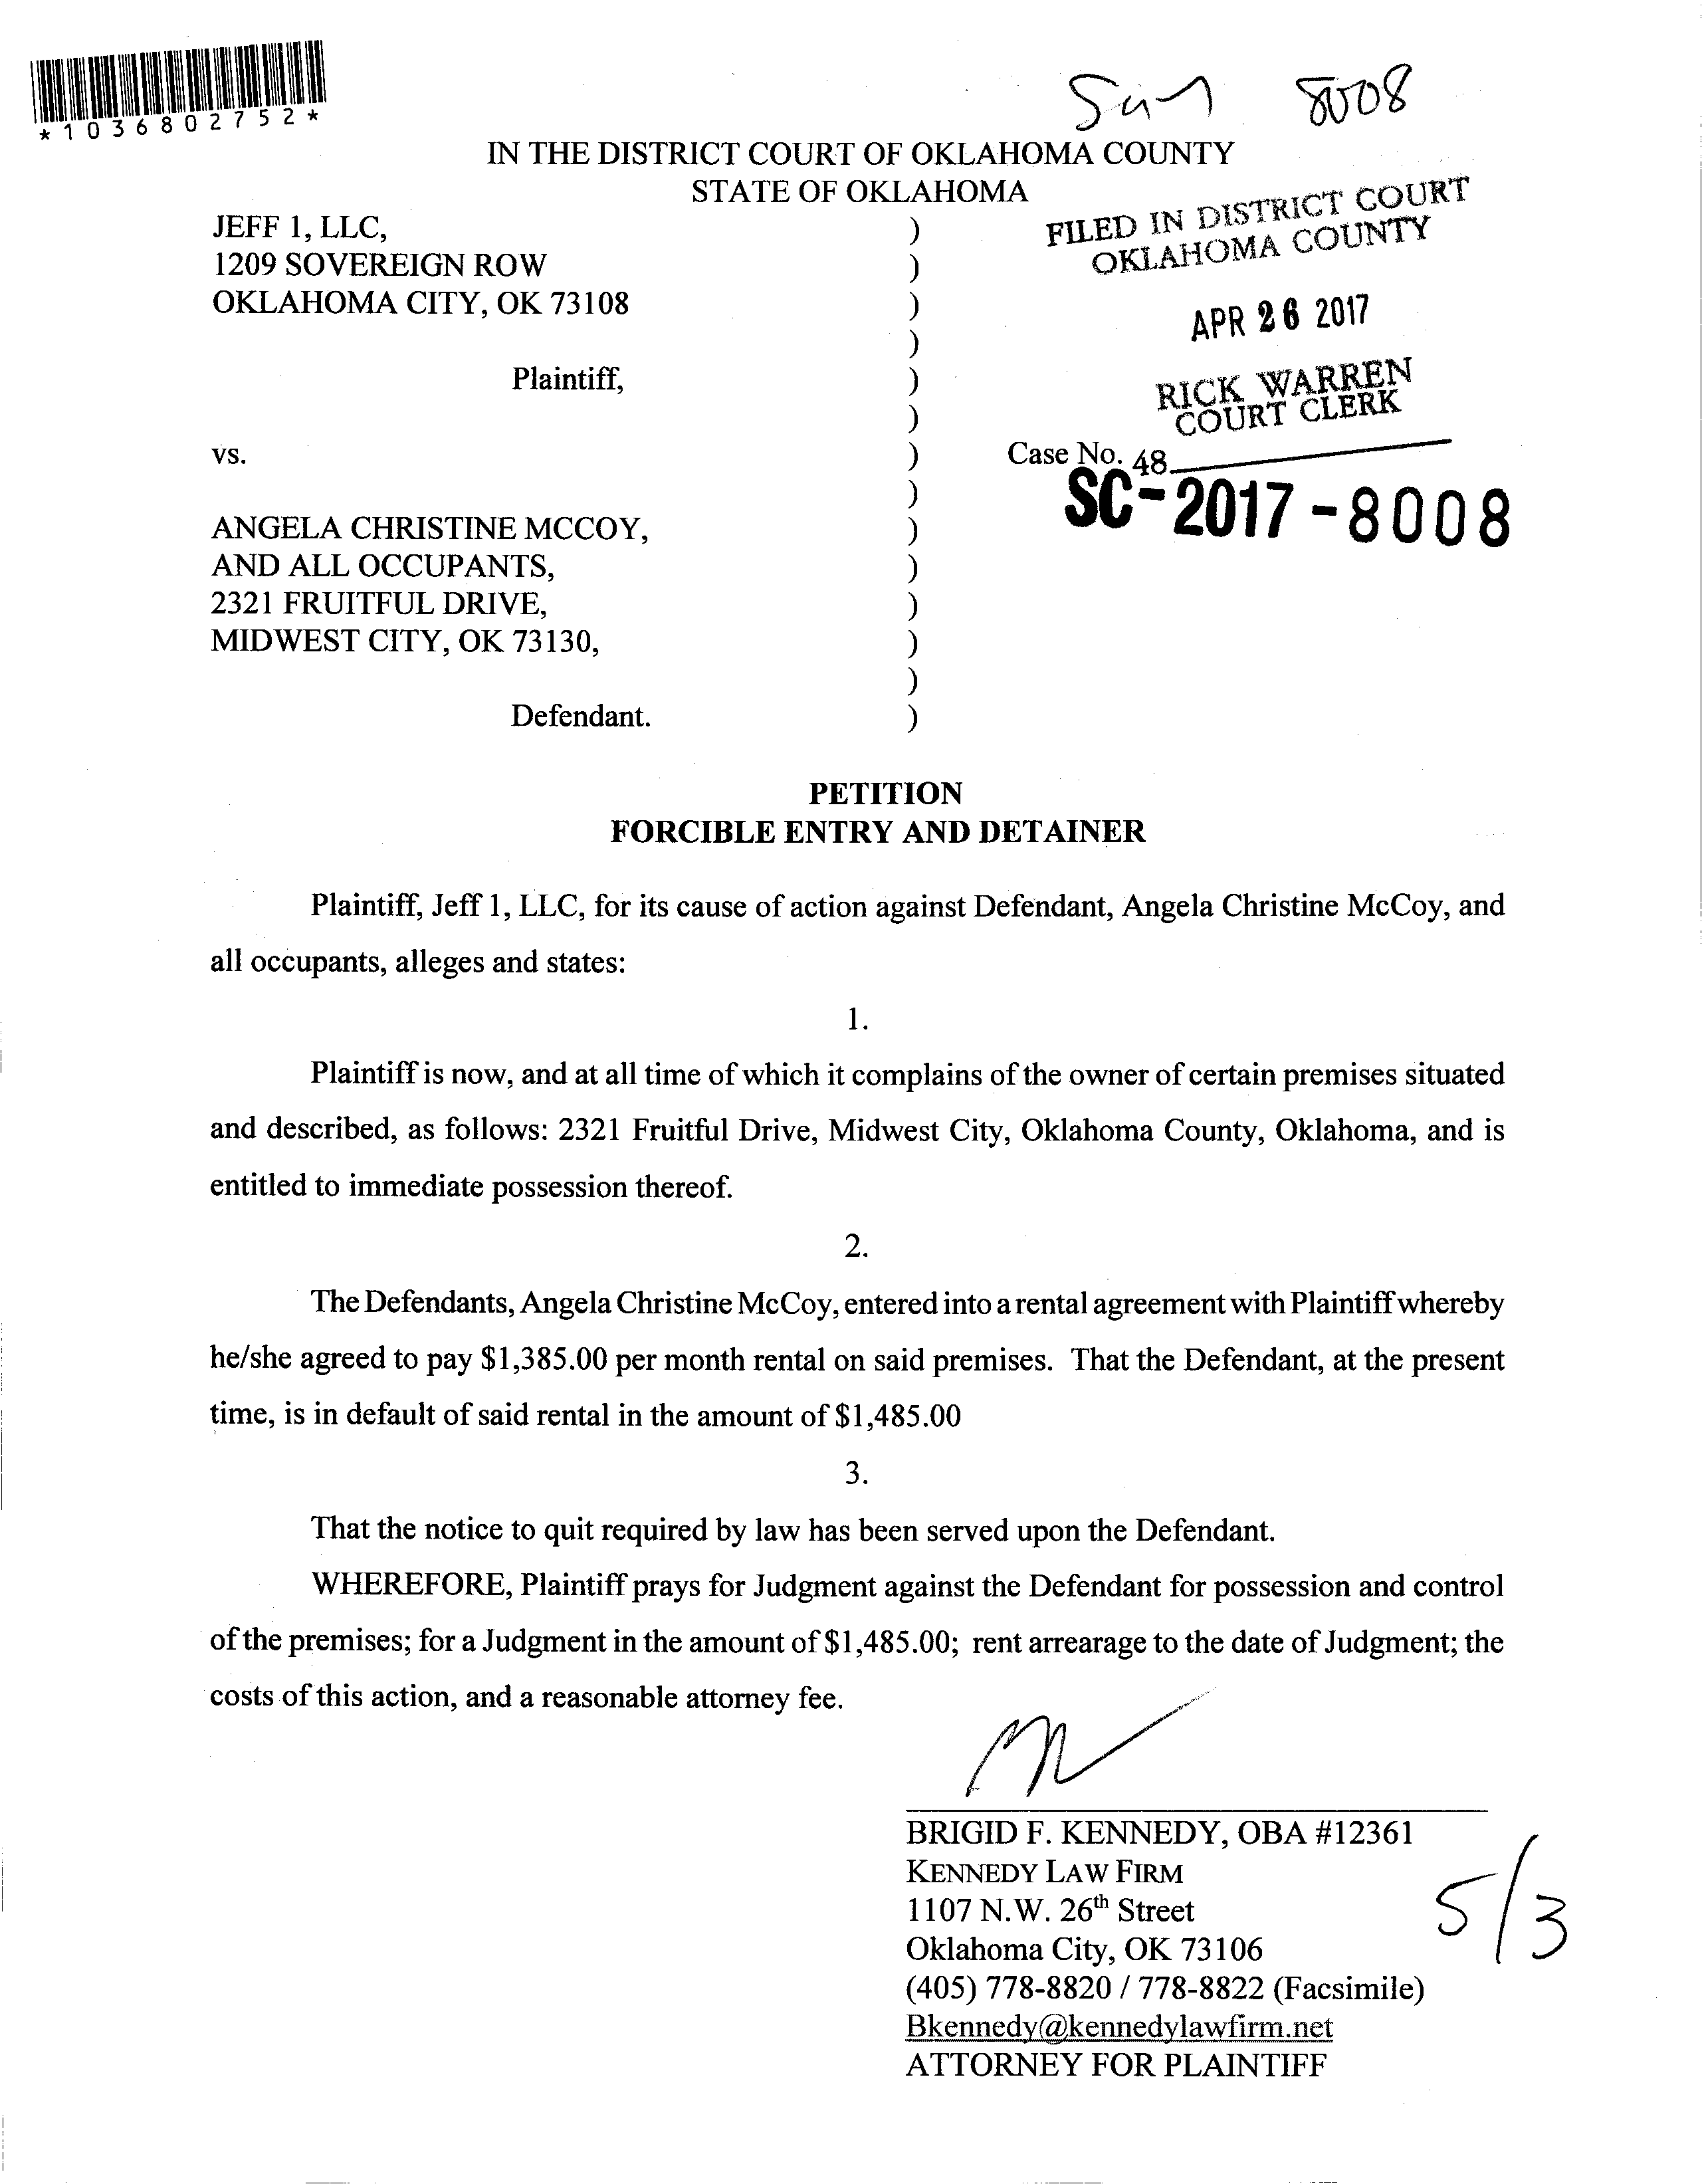 *1036802752*
8008
IN THE DISTRICT COURT OF OKLAHOMA COUNTY
STATE OF OKLAHOMA
FILED IN DISTRICT COURT
OKLAHOMA COUNTY
APR 26 2017
RICK WARREN
COURT CLERK
JEFF 1, LLC, )
1209 SOVEREIGN ROW )
OKLAHOMA CITY, OK 73108 )
)
Plaintiff, )
)
vs. ) Case No. 48
) SC-2017-8008
ANGELA CHRISTINE MCCOY, )
AND ALL OCCUPANTS, )
2321 FRUITFUL DRIVE, )
MIDWEST CITY, OK 73130, )
)
Defendant. )
PETITION
FORCIBLE ENTRY AND DETAINER
Plaintiff, Jeff 1, LLC, for its cause of action against Defendant, Angela Christine McCoy, and
all occupants, alleges and states:
1.
Plaintiff is now, and at all time of which it complains of the owner of certain premises situated
and described, as follows: 2321 Fruitful Drive, Midwest City, Oklahoma County, Oklahoma, and is
entitled to immediate possession thereof.
2.
The Defendants, Angela Christine McCoy, entered into a rental agreement with Plaintiff whereby
he/she agreed to pay $1,385.00 per month rental on said premises. That the Defendant, at the present
time, is in default of said rental in the amount of $1,485.00
3.
That the notice to quit required by law has been served upon the Defendant.
WHEREFORE, Plaintiff prays for Judgment against the Defendant for possession and control
of the premises; for a Judgment in the amount of $1,485.00; rent arrearage to the date of Judgment; the
costs of this action, and a reasonable attorney fee.
BRIGID F. KENNEDY, OBA #12361
KENNEDY LAW FIRM
1107 N.W. 26th Street
Oklahoma City, OK 73106
(405) 778-8820 / 778-8822 (Facsimile)
Bkennedy@kennedylawfirm.net
ATTORNEY FOR PLAINTIFF
5/3